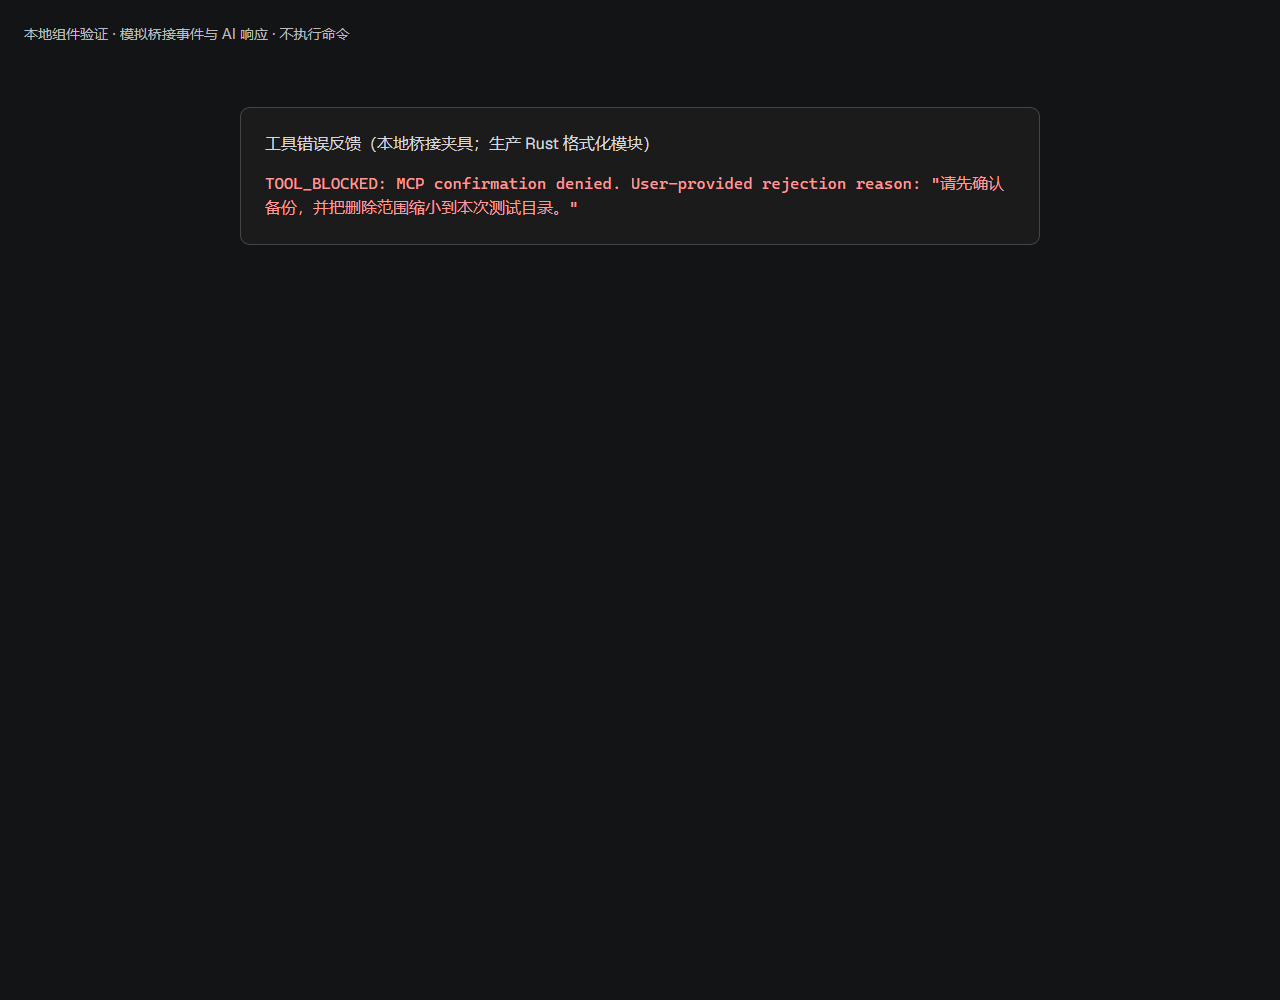 本地组件验证 · 模拟桥接事件与 AI 响应 · 不执行命令
工具错误反馈（本地桥接夹具；生产 Rust 格式化模块）
TOOL_BLOCKED: MCP confirmation denied. User-provided rejection reason: "请先确认
备份，并把删除范围缩小到本次测试目录。"